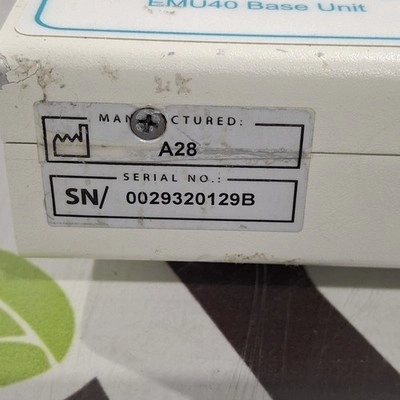 EMU40 Base Unit
MANUFACTURED:
A28
SERIAL NO.:
SN/ 0029320129B